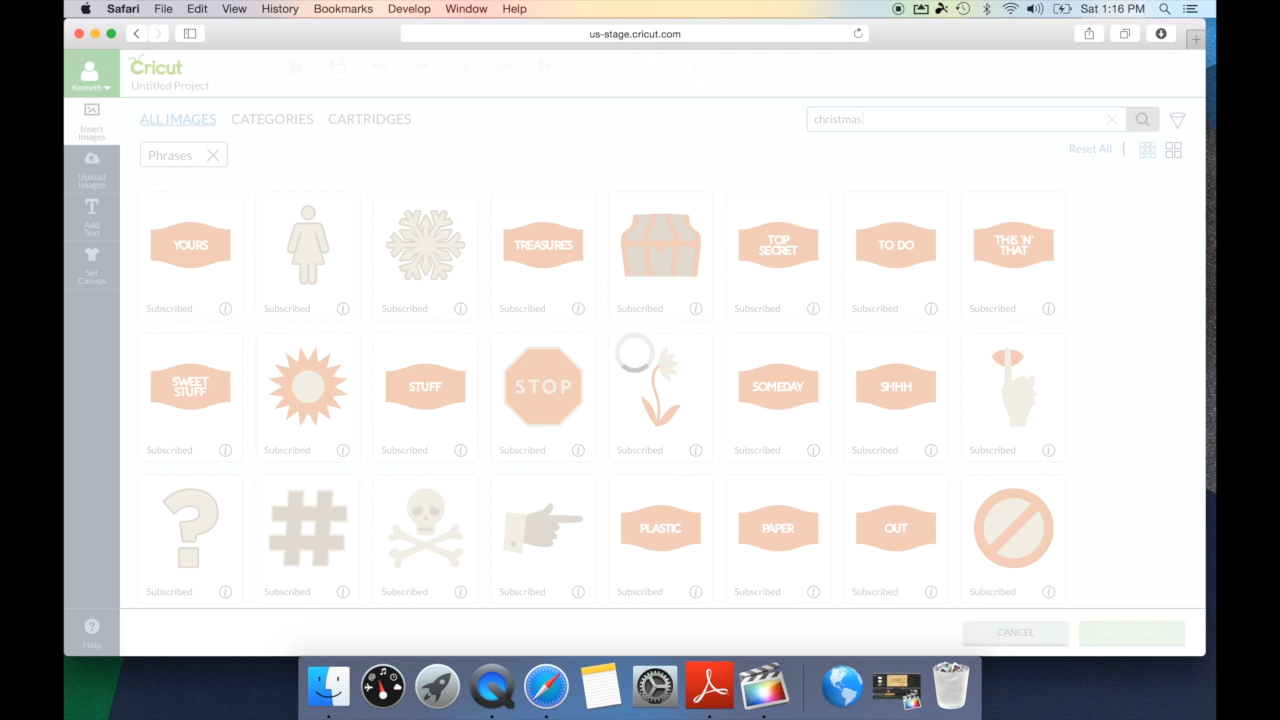 Safari File Edit View History Bookmarks Develop Window Help Sat 1:16 PM
us-stage.cricut.com
Kenneth
Cricut
Untitled Project
Insert
Images
Upload
Images
Add
Text
Set
Canvas
Help
ALL IMAGES CATEGORIES CARTRIDGES christmas
Phrases Reset All
YOURS TREASURES TOP
SECRET TO DO THIS 'N'
THAT
Subscribed Subscribed Subscribed Subscribed Subscribed Subscribed Subscribed Subscribed
SWEET
STUFF STUFF STOP SOMEDAY SHHH
Subscribed Subscribed Subscribed Subscribed Subscribed Subscribed Subscribed Subscribed
? # PLASTIC PAPER OUT
Subscribed Subscribed Subscribed Subscribed Subscribed Subscribed Subscribed Subscribed
CANCEL